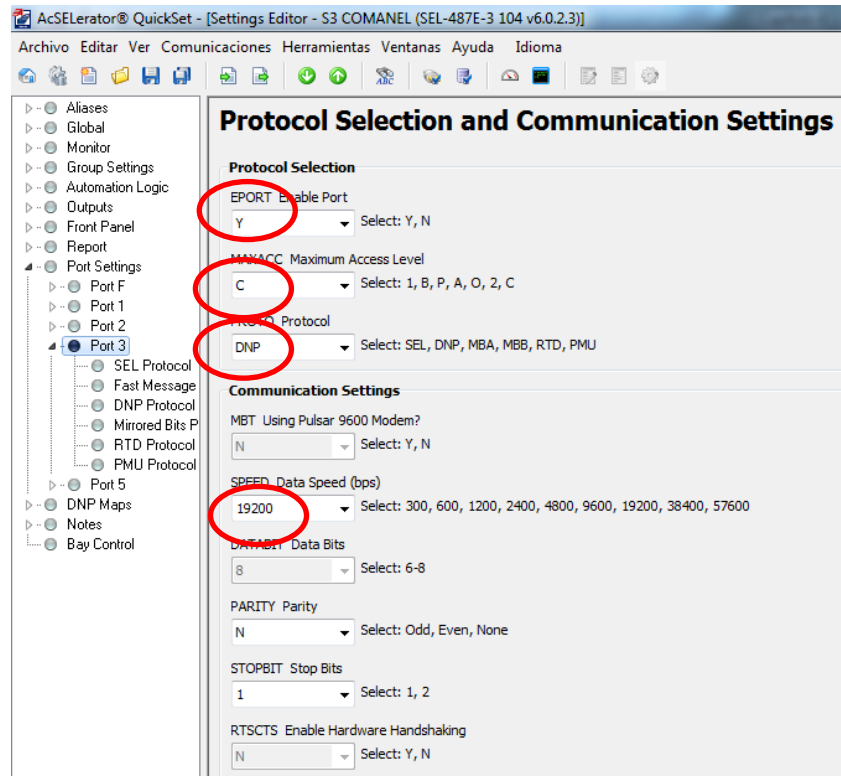 AcSELerator® QuickSet - [Settings Editor - S3 COMANEL (SEL-487E-3 104 v6.0.2.3)]
Archivo Editar Ver Comunicaciones Herramientas Ventanas Ayuda Idioma
Aliases
Global
Monitor
Group Settings
Automation Logic
Outputs
Front Panel
Report
Port Settings
Port F
Port 1
Port 2
Port 3
SEL Protocol
Fast Message
DNP Protocol
Mirrored Bits P
RTD Protocol
PMU Protocol
Port 5
DNP Maps
Notes
Bay Control
Protocol Selection and Communication Settings
Protocol Selection
EPORT Enable Port
Y Select: Y, N
MAXACC Maximum Access Level
C Select: 1, B, P, A, O, 2, C
PROTO Protocol
DNP Select: SEL, DNP, MBA, MBB, RTD, PMU
Communication Settings
MBT Using Pulsar 9600 Modem?
N Select: Y, N
SPEED Data Speed (bps)
19200 Select: 300, 600, 1200, 2400, 4800, 9600, 19200, 38400, 57600
DATABIT Data Bits
8 Select: 6-8
PARITY Parity
N Select: Odd, Even, None
STOPBIT Stop Bits
1 Select: 1, 2
RTSCTS Enable Hardware Handshaking
N Select: Y, N